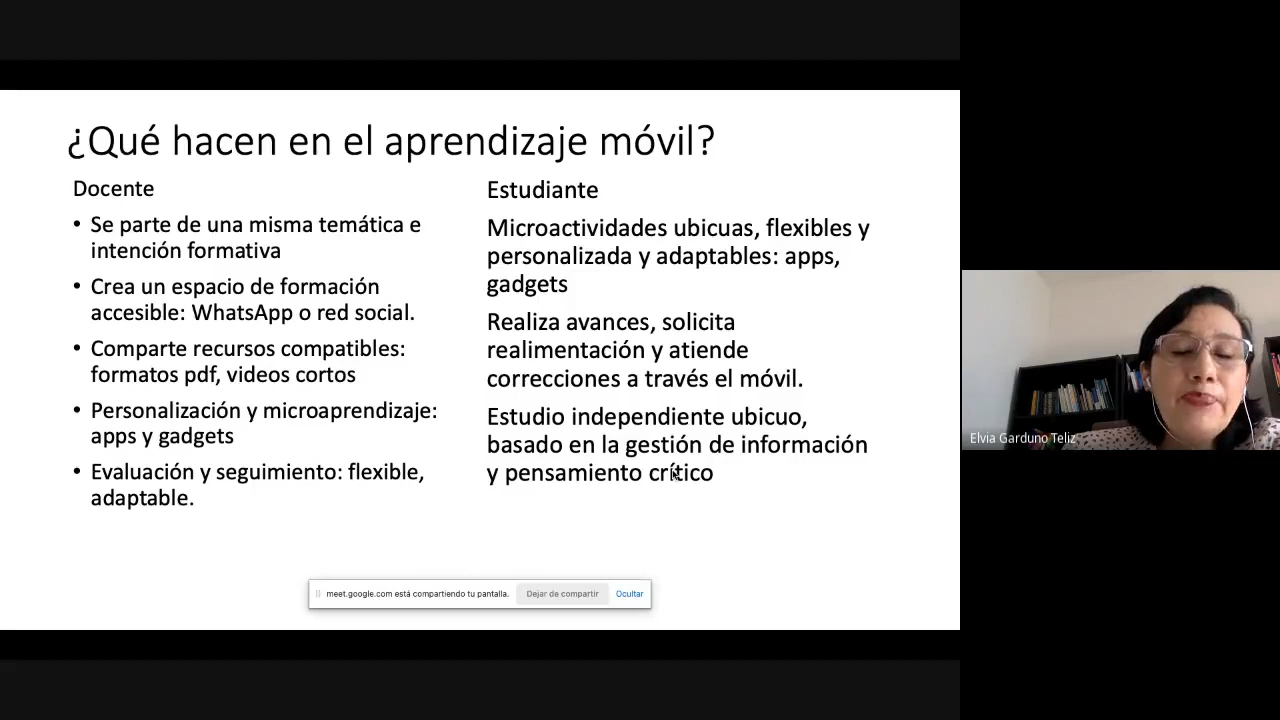 ¿Qué hacen en el aprendizaje móvil?
Docente
• Se parte de una misma temática e
intención formativa
• Crea un espacio de formación
accesible: WhatsApp o red social.
• Comparte recursos compatibles:
formatos pdf, videos cortos
• Personalización y microaprendizaje:
apps y gadgets
• Evaluación y seguimiento: flexible,
adaptable.
Estudiante
Microactividades ubicuas, flexibles y
personalizada y adaptables: apps,
gadgets
Realiza avances, solicita
realimentación y atiende
correcciones a través el móvil.
Estudio independiente ubicuo,
basado en la gestión de información
y pensamiento crítico
meet.google.com está compartiendo tu pantalla. Dejar de compartir Ocultar
Elvia Garduno Teliz